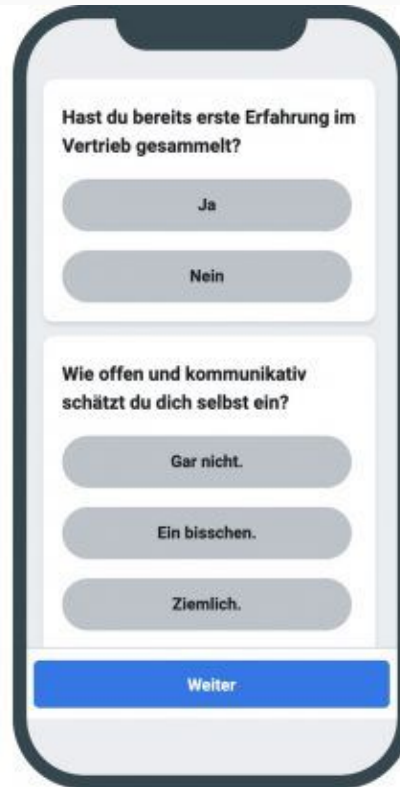 Hast du bereits erste Erfahrung im
Vertrieb gesammelt?
Ja
Nein
Wie offen und kommunikativ
schätzt du dich selbst ein?
Gar nicht.
Ein bisschen.
Ziemlich.
Weiter